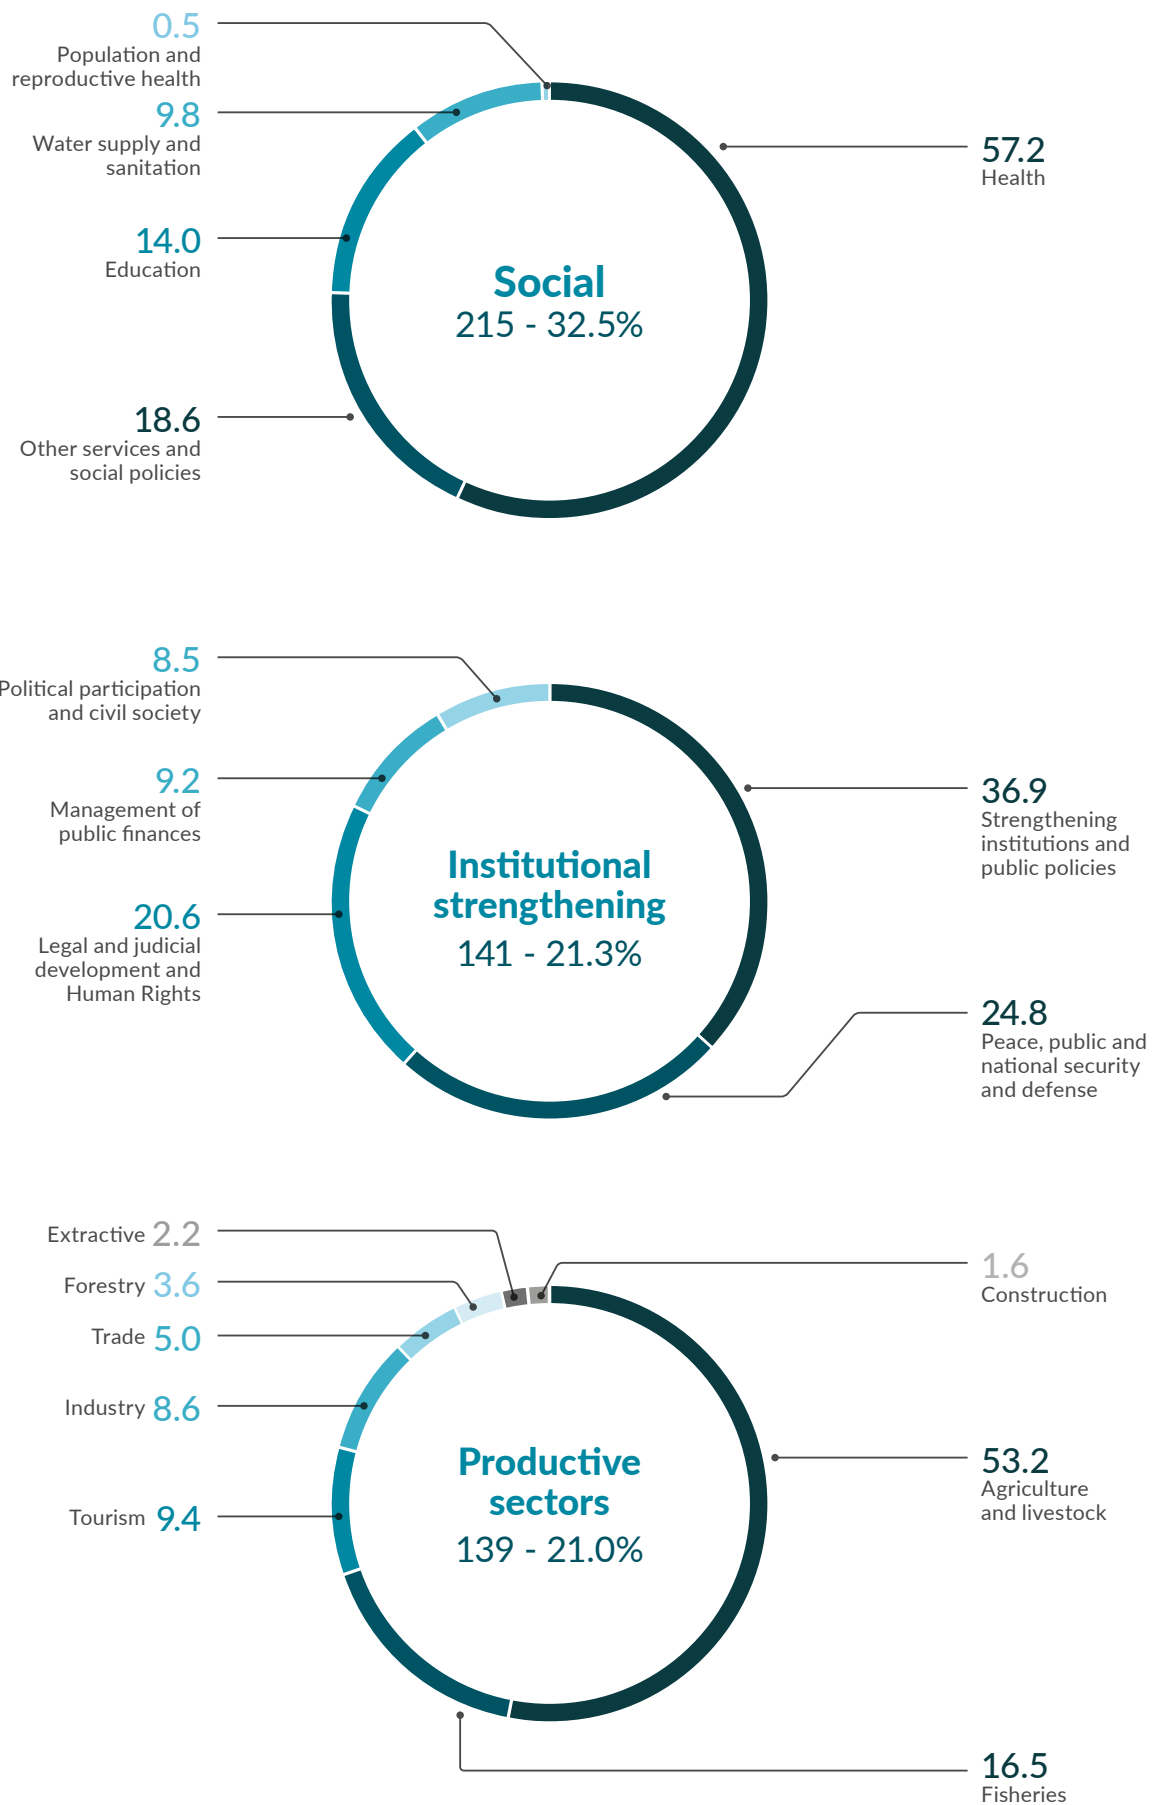 0.5
Population and
reproductive health
9.8
Water supply and
sanitation
14.0
Education
18.6
Other services and
social policies
57.2
Health
Social
215 - 32.5%
8.5
Political participation
and civil society
9.2
Management of
public finances
20.6
Legal and judicial
development and
Human Rights
36.9
Strengthening
institutions and
public policies
24.8
Peace, public and
national security
and defense
Institutional
strengthening
141 - 21.3%
Extractive 2.2
Forestry 3.6
Trade 5.0
Industry 8.6
Tourism 9.4
1.6
Construction
53.2
Agriculture
and livestock
16.5
Fisheries
Productive
sectors
139 - 21.0%